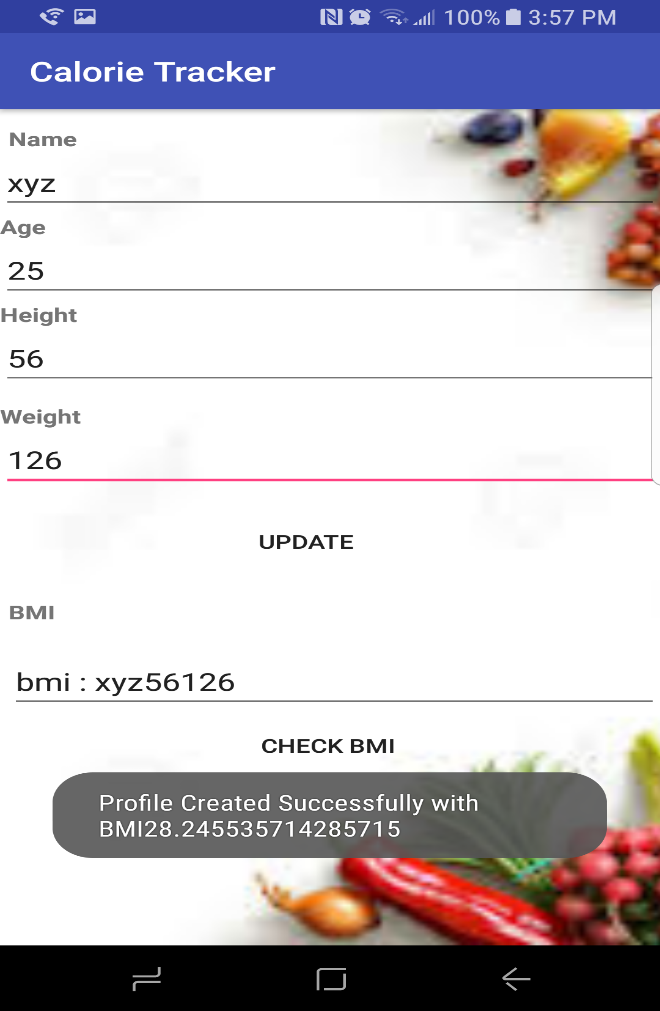 100% 3:57 PM
Calorie Tracker
Name
xyz
Age
25
Height
56
Weight
126
UPDATE
BMI
bmi : xyz56126
CHECK BMI
Profile Created Successfully with
BMI28.245535714285715